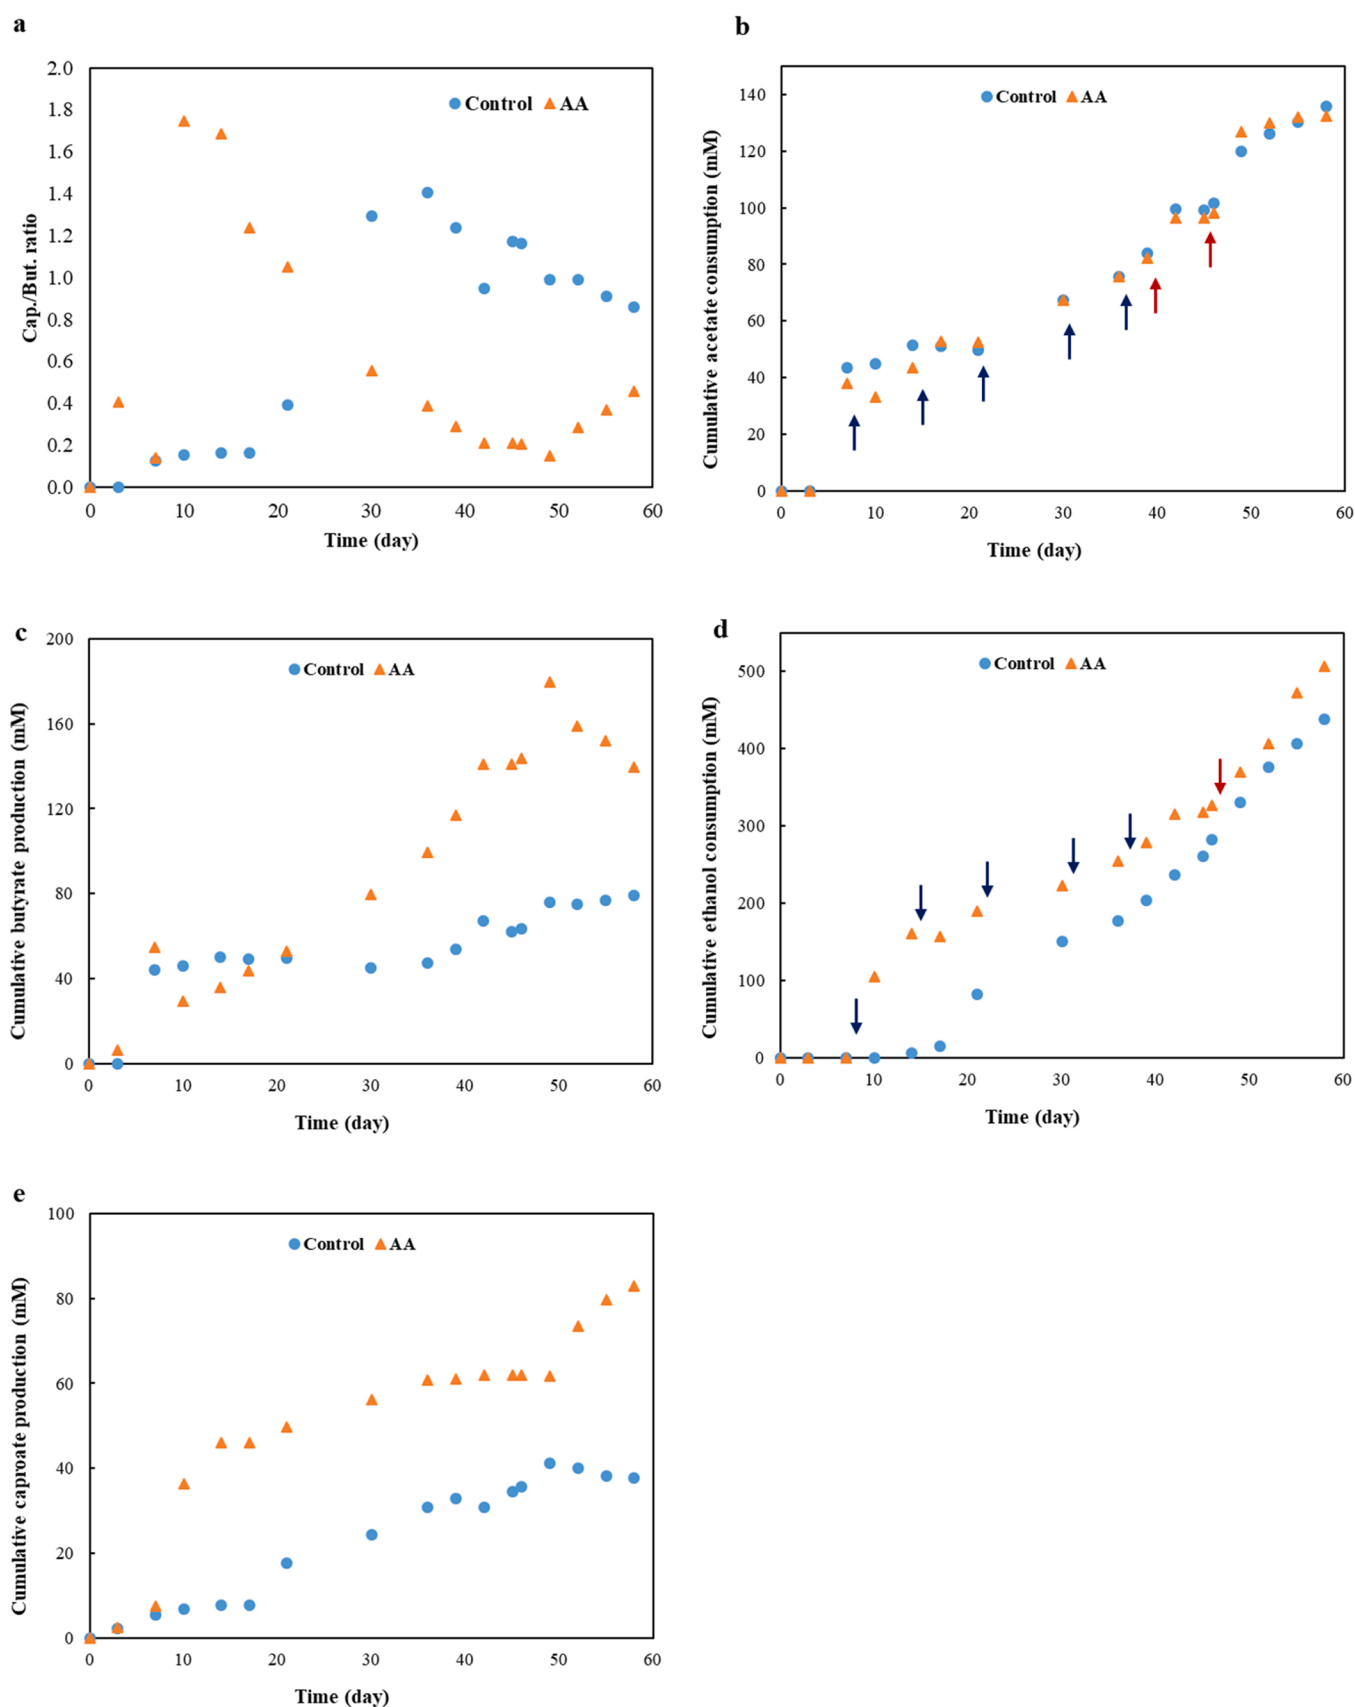 a
2.0
1.8
1.6
1.4
1.2
1.0
0.8
0.6
0.4
0.2
0.0
Cap./But. ratio
Control AA
0 10 20 30 40 50 60
Time (day)
b
140
120
100
80
60
40
20
0
Cumulative acetate consumption (mM)
Control AA
0 10 20 30 40 50 60
Time (day)
c
200
160
120
80
40
0
Cumulative butyrate production (mM)
Control AA
0 10 20 30 40 50 60
Time (day)
d
500
400
300
200
100
0
Cumulative ethanol consumption (mM)
Control AA
0 10 20 30 40 50 60
Time (day)
e
100
80
60
40
20
0
Cumulative caproate production (mM)
Control AA
0 10 20 30 40 50 60
Time (day)